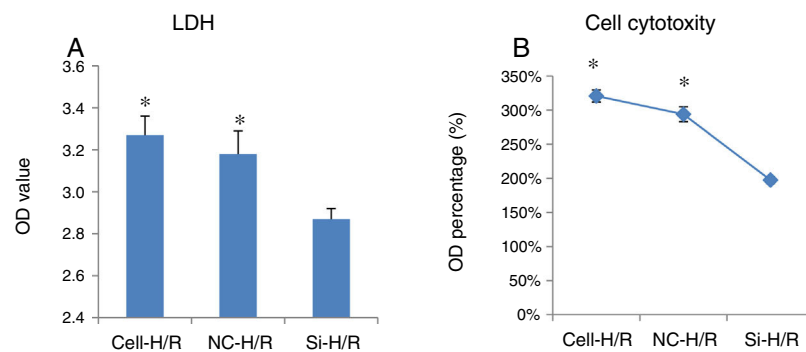 LDH
A
OD value
3.6
3.4
3.2
3.0
2.8
2.6
2.4
*
*
Cell-H/R NC-H/R Si-H/R
Cell cytotoxity
B
OD percentage (%)
350%
300%
250%
200%
150%
100%
50%
0%
*
*
Cell-H/R NC-H/R Si-H/R